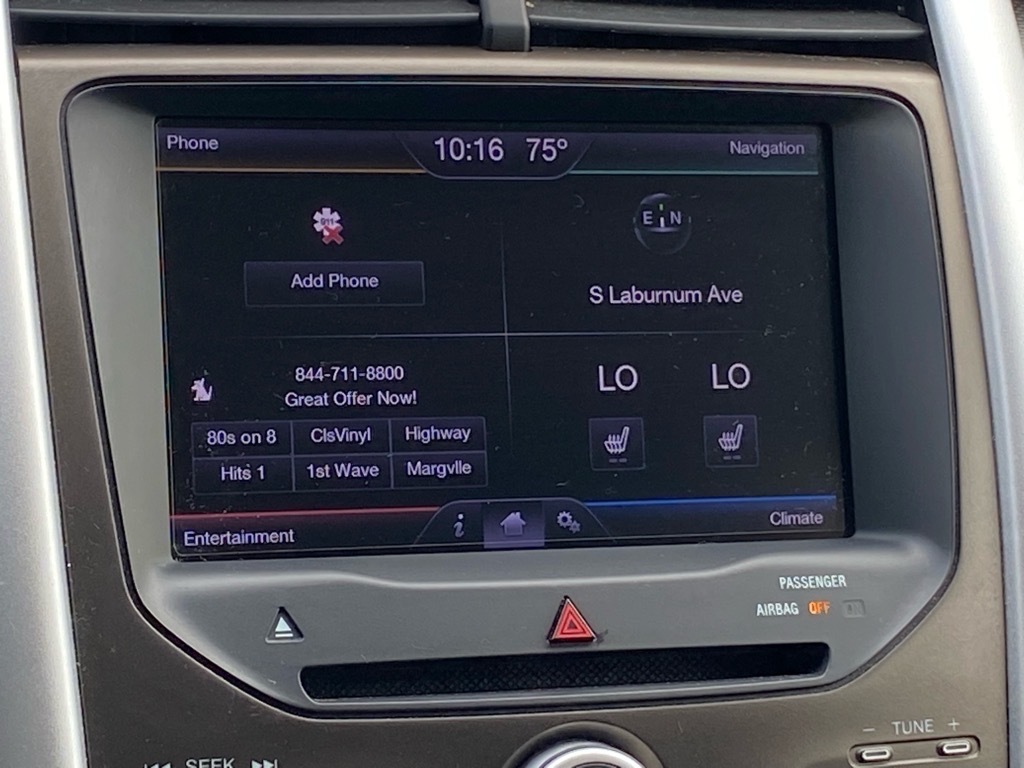 Phone
10:16 75°
Navigation
911
Add Phone
E N
S Laburnum Ave
844-711-8800
Great Offer Now!
80s on 8
ClsVinyl
Highway
Hits 1
1st Wave
Margvlle
LO
LO
Entertainment
i
Climate
PASSENGER
AIRBAG OFF
SEEK
− TUNE +